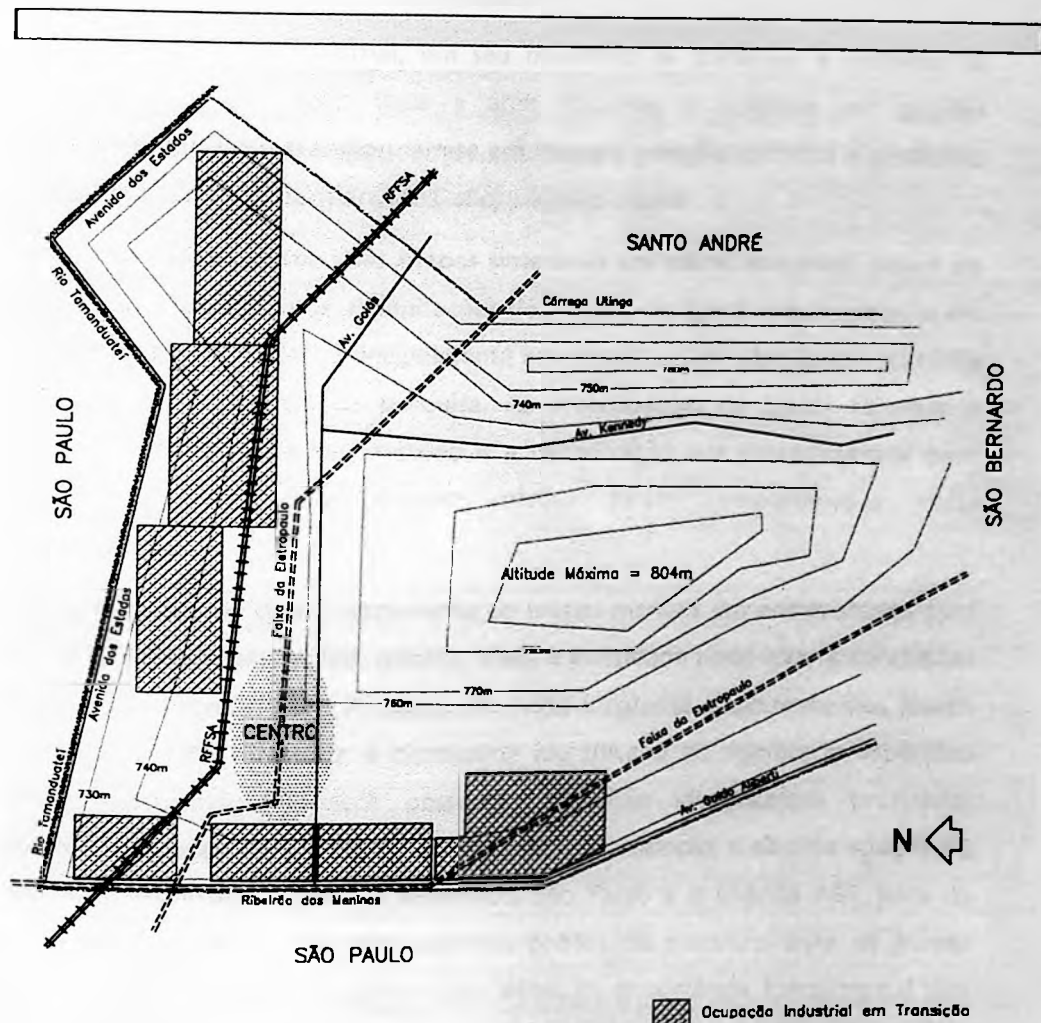 Avenida dos Estados
RFFSA
SANTO ANDRÉ
Rio Tamanduateí
Av. Goiás
Córrego Utinga
750m
740m
Av. Kennedy
SÃO PAULO
SÃO BERNARDO
Faixa da Eletropaulo
Altitude Máxima = 804m
Avenida dos Estados
770m
760m
Faixa da Eletropaulo
CENTRO
RFFSA
740m
730m
Rio Tamanduateí
Av. Guido Aliberti
N
Ribeirão dos Meninos
SÃO PAULO
Ocupação Industrial em Transição